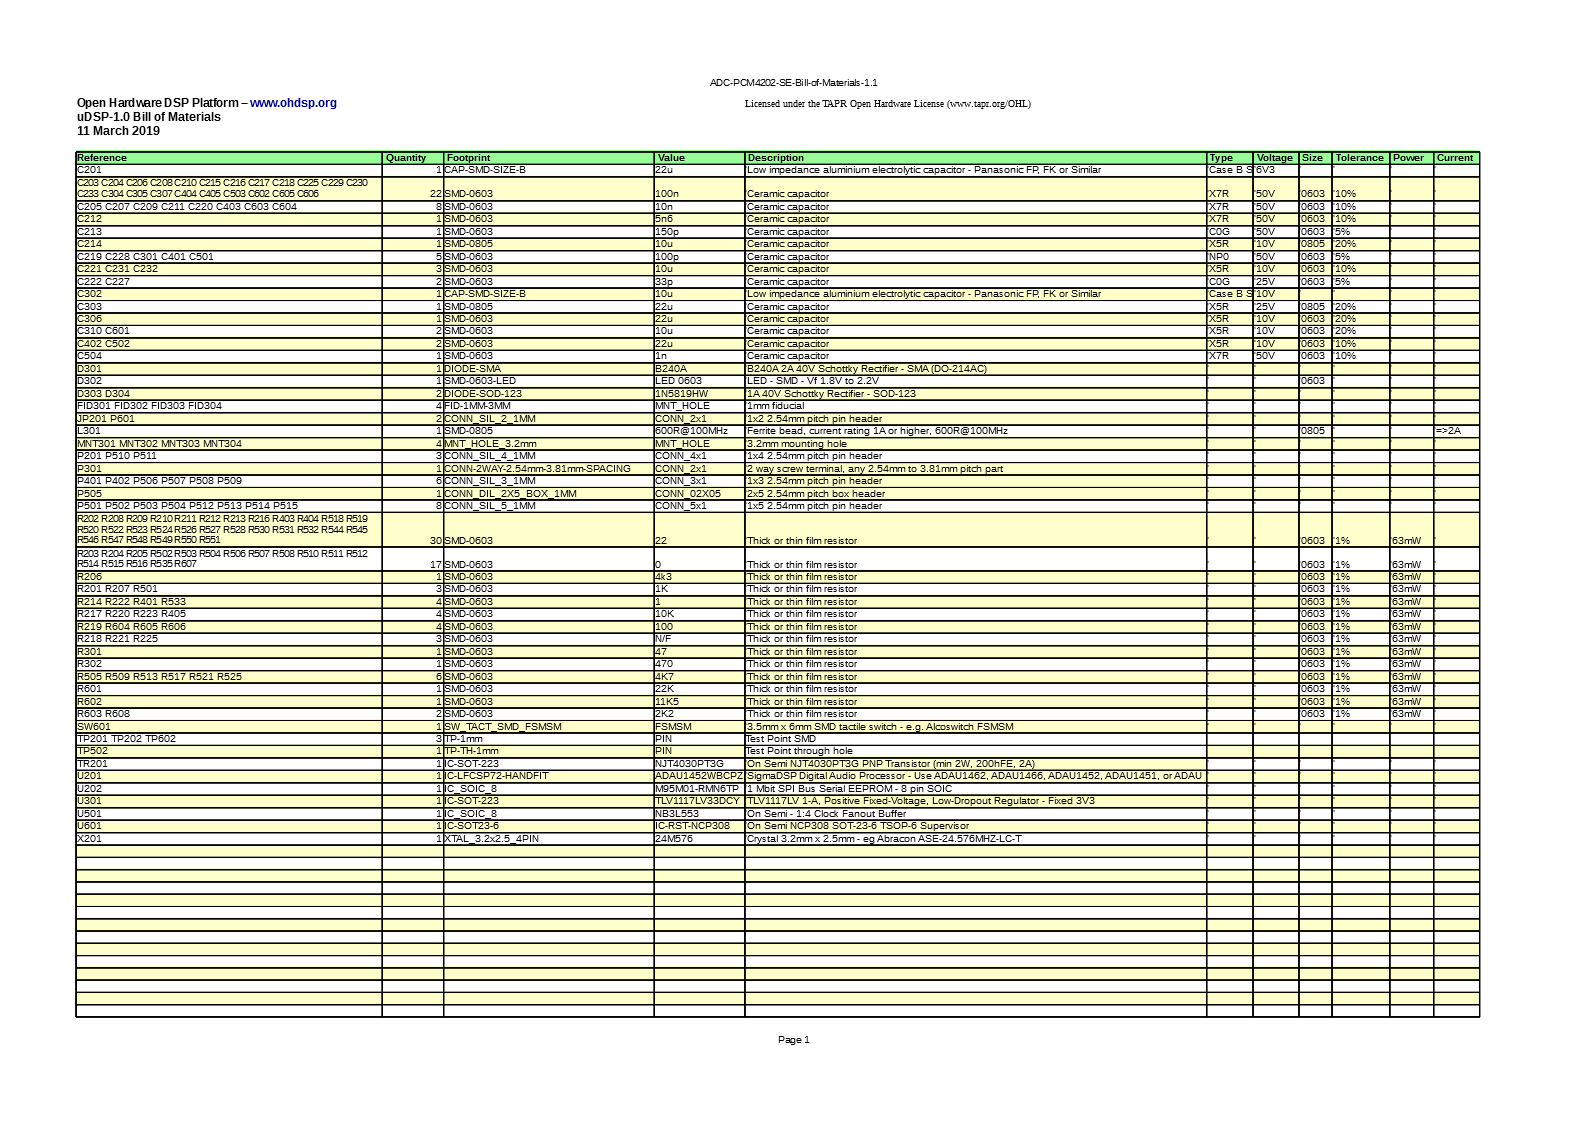 ADC-PCM4202-SE-Bill-of-Materials-1.1
Open Hardware DSP Platform – www.ohdsp.org Licensed under the TAPR Open Hardware License (www.tapr.org/OHL)
uDSP-1.0 Bill of Materials
11 March 2019
Reference Quantity Footprint Value Description Type Voltage Size Tolerance Power Current
C201 1 CAP-SMD-SIZE-B 22u Low impedance aluminium electrolytic capacitor - Panasonic FP, FK or Similar Case B S 6V3
C203 C204 C206 C208 C210 C215 C216 C217 C218 C225 C229 C230
C233 C304 C305 C307 C404 C405 C503 C602 C605 C606 22 SMD-0603 100n Ceramic capacitor X7R 50V 0603 10%
C205 C207 C209 C211 C220 C403 C603 C604 8 SMD-0603 10n Ceramic capacitor X7R 50V 0603 10%
C212 1 SMD-0603 5n6 Ceramic capacitor X7R 50V 0603 10%
C213 1 SMD-0603 150p Ceramic capacitor C0G 50V 0603 5%
C214 1 SMD-0805 10u Ceramic capacitor X5R 10V 0805 20%
C219 C228 C301 C401 C501 5 SMD-0603 100p Ceramic capacitor NP0 50V 0603 5%
C221 C231 C232 3 SMD-0603 10u Ceramic capacitor X5R 10V 0603 10%
C222 C227 2 SMD-0603 33p Ceramic capacitor C0G 25V 0603 5%
C302 1 CAP-SMD-SIZE-B 10u Low impedance aluminium electrolytic capacitor - Panasonic FP, FK or Similar Case B S 10V
C303 1 SMD-0805 22u Ceramic capacitor X5R 25V 0805 20%
C306 1 SMD-0603 22u Ceramic capacitor X5R 10V 0603 20%
C310 C601 2 SMD-0603 10u Ceramic capacitor X5R 10V 0603 20%
C402 C502 2 SMD-0603 22u Ceramic capacitor X5R 10V 0603 20%
C504 1 SMD-0603 1n Ceramic capacitor X7R 50V 0603 10%
D301 1 DIODE-SMA B240A B240A 2A 40V Schottky Rectifier - SMA (DO-214AC)
D302 1 SMD-0603-LED LED 0603 LED - SMD - Vf 1.8V to 2.2V 0603
D303 D304 2 DIODE-SOD-123 1N5819HW 1A 40V Schottky Rectifier - SOD-123
FID301 FID302 FID303 FID304 4 FID-1MM-3MM MNT_HOLE 1mm fiducial
JP201 P601 2 CONN_SIL_2_1MM CONN_2x1 1x2 2.54mm pitch pin header
L301 1 SMD-0805 600R@100MHz Ferrite bead, current rating 1A or higher, 600R@100MHz 0805 =>2A
MNT301 MNT302 MNT303 MNT304 4 MNT_HOLE_3.2mm MNT_HOLE 3.2mm mounting hole
P201 P510 P511 3 CONN_SIL_4_1MM CONN_4x1 1x4 2.54mm pitch pin header
P301 1 CONN-2WAY-2.54mm-3.81mm-SPACING CONN_2x1 2 way screw terminal, any 2.54mm to 3.81mm pitch part
P401 P402 P506 P507 P508 P509 6 CONN_SIL_3_1MM CONN_3x1 1x3 2.54mm pitch pin header
P505 1 CONN_DIL_2X5_BOX_1MM CONN_02X05 2x5 2.54mm pitch box header
P501 P502 P503 P504 P512 P513 P514 P515 8 CONN_SIL_5_1MM CONN_5x1 1x5 2.54mm pitch pin header
R202 R208 R209 R210 R211 R212 R213 R216 R403 R404 R518 R519
R520 R522 R523 R524 R526 R527 R528 R530 R531 R532 R544 R545
R546 R547 R548 R549 R550 R551 30 SMD-0603 22 Thick or thin film resistor 0603 1% 63mW
R203 R204 R205 R502 R503 R504 R506 R507 R508 R510 R511 R512
R514 R515 R516 R535 R607 17 SMD-0603 0 Thick or thin film resistor 0603 1% 63mW
R206 1 SMD-0603 4k3 Thick or thin film resistor 0603 1% 63mW
R201 R207 R501 3 SMD-0603 1K Thick or thin film resistor 0603 1% 63mW
R214 R222 R401 R533 4 SMD-0603 1 Thick or thin film resistor 0603 1% 63mW
R217 R220 R223 R405 4 SMD-0603 10K Thick or thin film resistor 0603 1% 63mW
R219 R604 R605 R606 4 SMD-0603 100 Thick or thin film resistor 0603 1% 63mW
R218 R221 R225 3 SMD-0603 N/F Thick or thin film resistor 0603 1% 63mW
R301 1 SMD-0603 47 Thick or thin film resistor 0603 1% 63mW
R302 1 SMD-0603 470 Thick or thin film resistor 0603 1% 63mW
R505 R509 R513 R517 R521 R525 6 SMD-0603 4K7 Thick or thin film resistor 0603 1% 63mW
R601 1 SMD-0603 22K Thick or thin film resistor 0603 1% 63mW
R602 1 SMD-0603 11K5 Thick or thin film resistor 0603 1% 63mW
R603 R608 2 SMD-0603 2K2 Thick or thin film resistor 0603 1% 63mW
SW601 1 SW_TACT_SMD_FSMSM FSMSM 3.5mm x 6mm SMD tactile switch - e.g. Alcoswitch FSMSM
TP201 TP202 TP602 3 TP-1mm PIN Test Point SMD
TP502 1 TP-TH-1mm PIN Test Point through hole
TR201 1 IC-SOT-223 NJT4030PT3G On Semi NJT4030PT3G PNP Transistor (min 2W, 200hFE, 2A)
U201 1 IC-LFCSP72-HANDFIT ADAU1452WBCPZ SigmaDSP Digital Audio Processor - Use ADAU1462, ADAU1466, ADAU1452, ADAU1451, or ADAU
U202 1 IC_SOIC_8 M95M01-RMN6TP 1 Mbit SPI Bus Serial EEPROM - 8 pin SOIC
U301 1 IC-SOT-223 TLV1117LV33DCY TLV1117LV 1-A, Positive Fixed-Voltage, Low-Dropout Regulator - Fixed 3V3
U501 1 IC_SOIC_8 NB3L553 On Semi - 1:4 Clock Fanout Buffer
U601 1 IC-SOT23-6 IC-RST-NCP308 On Semi NCP308 SOT-23-6 TSOP-6 Supervisor
X201 1 XTAL_3.2x2.5_4PIN 24M576 Crystal 3.2mm x 2.5mm - eg Abracon ASE-24.576MHZ-LC-T
Page 1